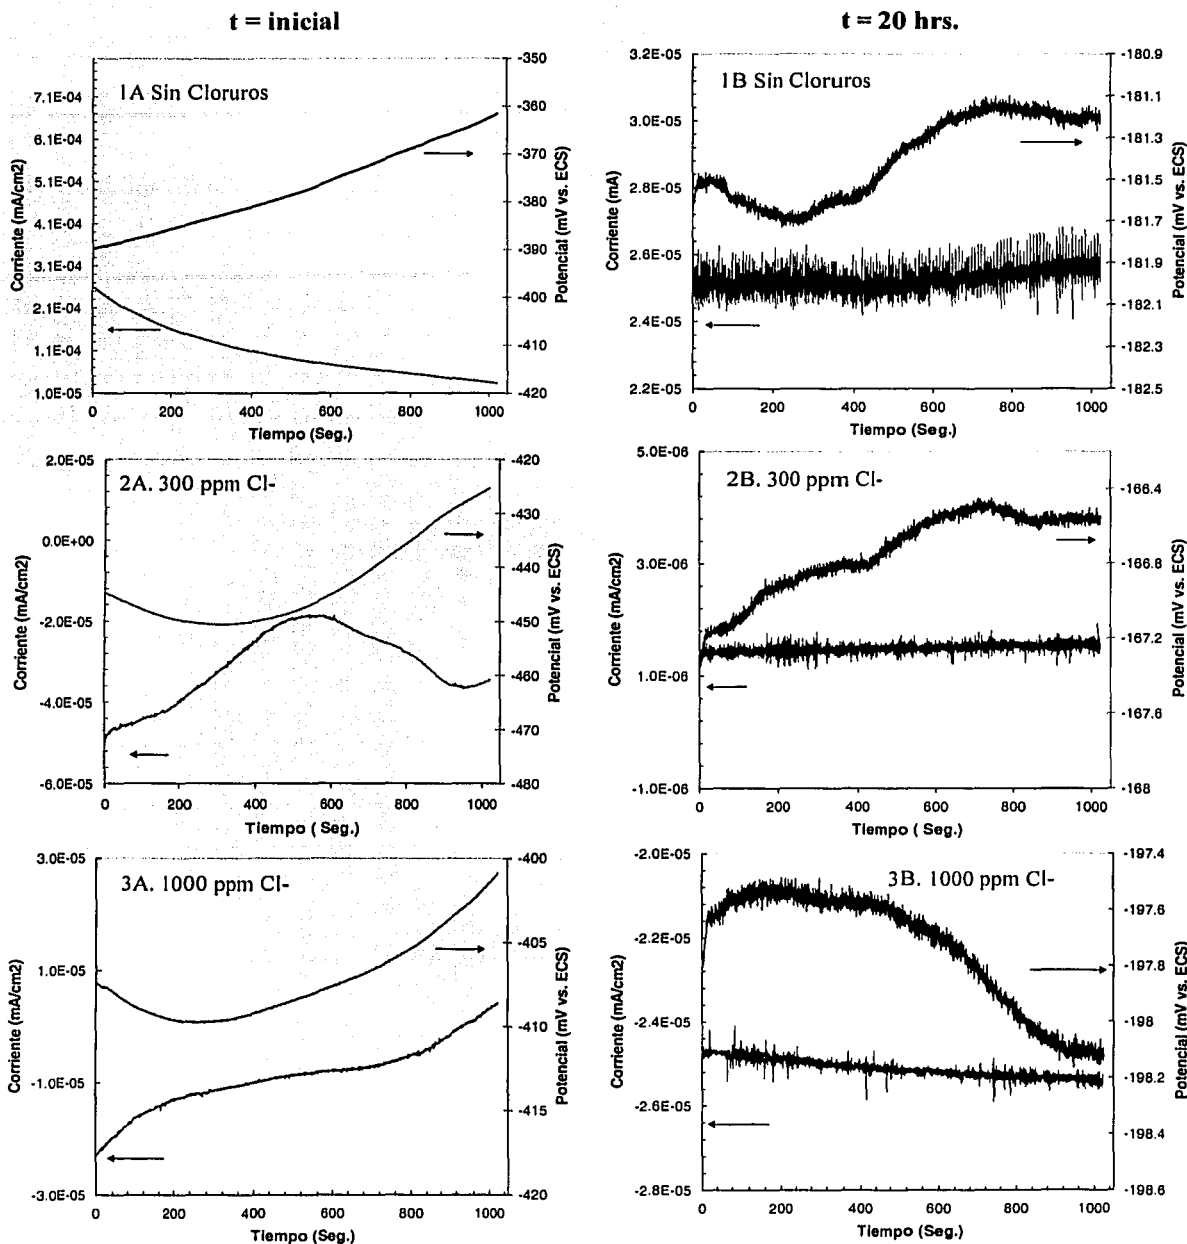 t = inicial
t = 20 hrs.
1A Sin Cloruros
Corriente (mA/cm2)
7.1E-04
6.1E-04
5.1E-04
4.1E-04
3.1E-04
2.1E-04
1.1E-04
1.0E-05
-350
-360
-370
-380
-390
-400
-410
-420
Potencial (mV vs. ECS)
0 200 400 600 800 1000
Tiempo (Seg.)
1B Sin Cloruros
Corriente (mA)
3.2E-05
3.0E-05
2.8E-05
2.6E-05
2.4E-05
2.2E-05
-180.9
-181.1
-181.3
-181.5
-181.7
-181.9
-182.1
-182.3
-182.5
Potencial (mV vs. ECS)
0 200 400 600 800 1000
Tiempo (Seg.)
2A. 300 ppm Cl-
Corriente (mA/cm2)
2.0E-05
0.0E+00
-2.0E-05
-4.0E-05
-6.0E-05
-420
-430
-440
-450
-460
-470
-480
Potencial (mV vs. ECS)
0 200 400 600 800 1000
Tiempo ( Seg.)
2B. 300 ppm Cl-
Corriente (mA/cm2)
5.0E-06
3.0E-06
1.0E-06
-1.0E-06
-166.4
-166.8
-167.2
-167.6
-168
Potencial (mV vs. ECS)
0 200 400 600 800 1000
Tiempo (Seg.)
3A. 1000 ppm Cl-
Corriente (mA/cm2)
3.0E-05
1.0E-05
-1.0E-05
-3.0E-05
-400
-405
-410
-415
-420
Potencial (mV vs. ECS)
0 200 400 600 800 1000
Tiempo (Seg.)
3B. 1000 ppm Cl-
Corriente (mA/cm2)
-2.0E-05
-2.2E-05
-2.4E-05
-2.6E-05
-2.8E-05
-197.4
-197.6
-197.8
-198
-198.2
-198.4
-198.6
Potencial (mV vs. ECS)
0 200 400 600 800 1000
Tiempo (Seg.)